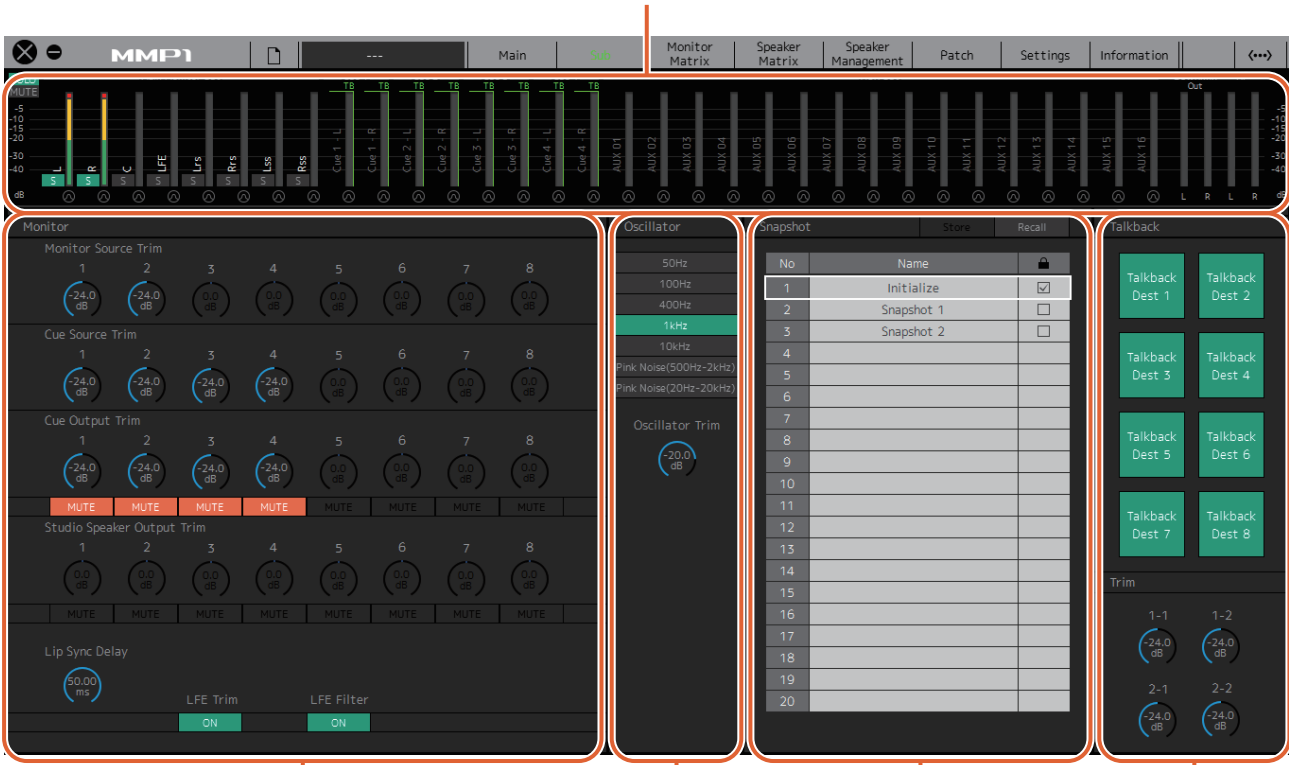 MMP1 --- Main Edit Monitor Matrix Speaker Matrix Speaker Management Patch Settings Information
MUTE TB TB TB TB TB TB TB TB Out
-5 -5
-10 -10
-15 -15
-20 -20
-30 -30
-40 -40
L R C LFE Lrs Rrs Lss Rss Cue 1 - L Cue 1 - R Cue 2 - L Cue 2 - R Cue 3 - L Cue 3 - R Cue 4 - L Cue 4 - R AUX 01 AUX 02 AUX 03 AUX 04 AUX 05 AUX 06 AUX 07 AUX 08 AUX 09 AUX 10 AUX 11 AUX 12 AUX 13 AUX 14 AUX 15 AUX 16
S S S S S S S S
dB L R L R dB
Monitor
Monitor Source Trim
1 2 3 4 5 6 7 8
-24.0 dB -24.0 dB 0.0 dB 0.0 dB 0.0 dB 0.0 dB 0.0 dB 0.0 dB
Cue Source Trim
1 2 3 4 5 6 7 8
-24.0 dB -24.0 dB -24.0 dB -24.0 dB 0.0 dB 0.0 dB 0.0 dB 0.0 dB
Cue Output Trim
1 2 3 4 5 6 7 8
-24.0 dB -24.0 dB -24.0 dB -24.0 dB 0.0 dB 0.0 dB 0.0 dB 0.0 dB
MUTE MUTE MUTE MUTE MUTE MUTE MUTE MUTE
Studio Speaker Output Trim
1 2 3 4 5 6 7 8
0.0 dB 0.0 dB 0.0 dB 0.0 dB 0.0 dB 0.0 dB 0.0 dB 0.0 dB
MUTE MUTE MUTE MUTE MUTE MUTE MUTE MUTE
Lip Sync Delay
50.00 ms
LFE Trim LFE Filter
ON ON
Oscillator
50Hz
100Hz
400Hz
1kHz
10kHz
Pink Noise(500Hz-2kHz)
Pink Noise(20Hz-20kHz)
Oscillator Trim
-20.0 dB
Snapshot Store Recall
No Name
1 Initialize
2 Snapshot 1
3 Snapshot 2
4
5
6
7
8
9
10
11
12
13
14
15
16
17
18
19
20
Talkback
Talkback Dest 1 Talkback Dest 2
Talkback Dest 3 Talkback Dest 4
Talkback Dest 5 Talkback Dest 6
Talkback Dest 7 Talkback Dest 8
Trim
1-1 1-2
-24.0 dB -24.0 dB
2-1 2-2
-24.0 dB -24.0 dB